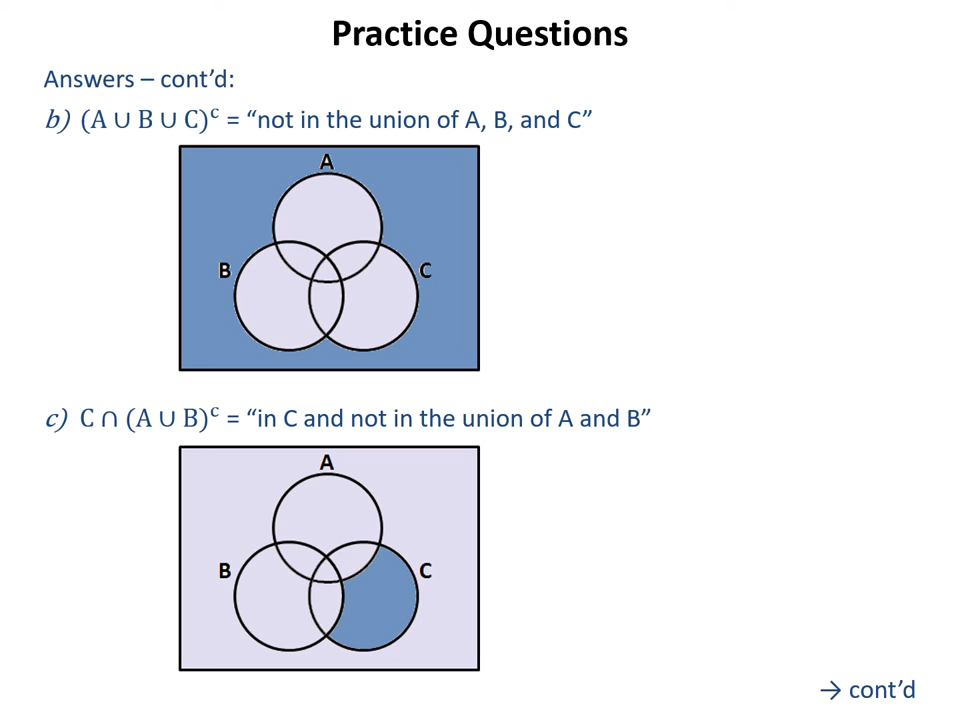 Practice Questions
Answers – cont’d:
b) (A ∪ B ∪ C)ᶜ = “not in the union of A, B, and C”
A
B
C
c) C ∩ (A ∪ B)ᶜ = “in C and not in the union of A and B”
A
B
C
→ cont’d